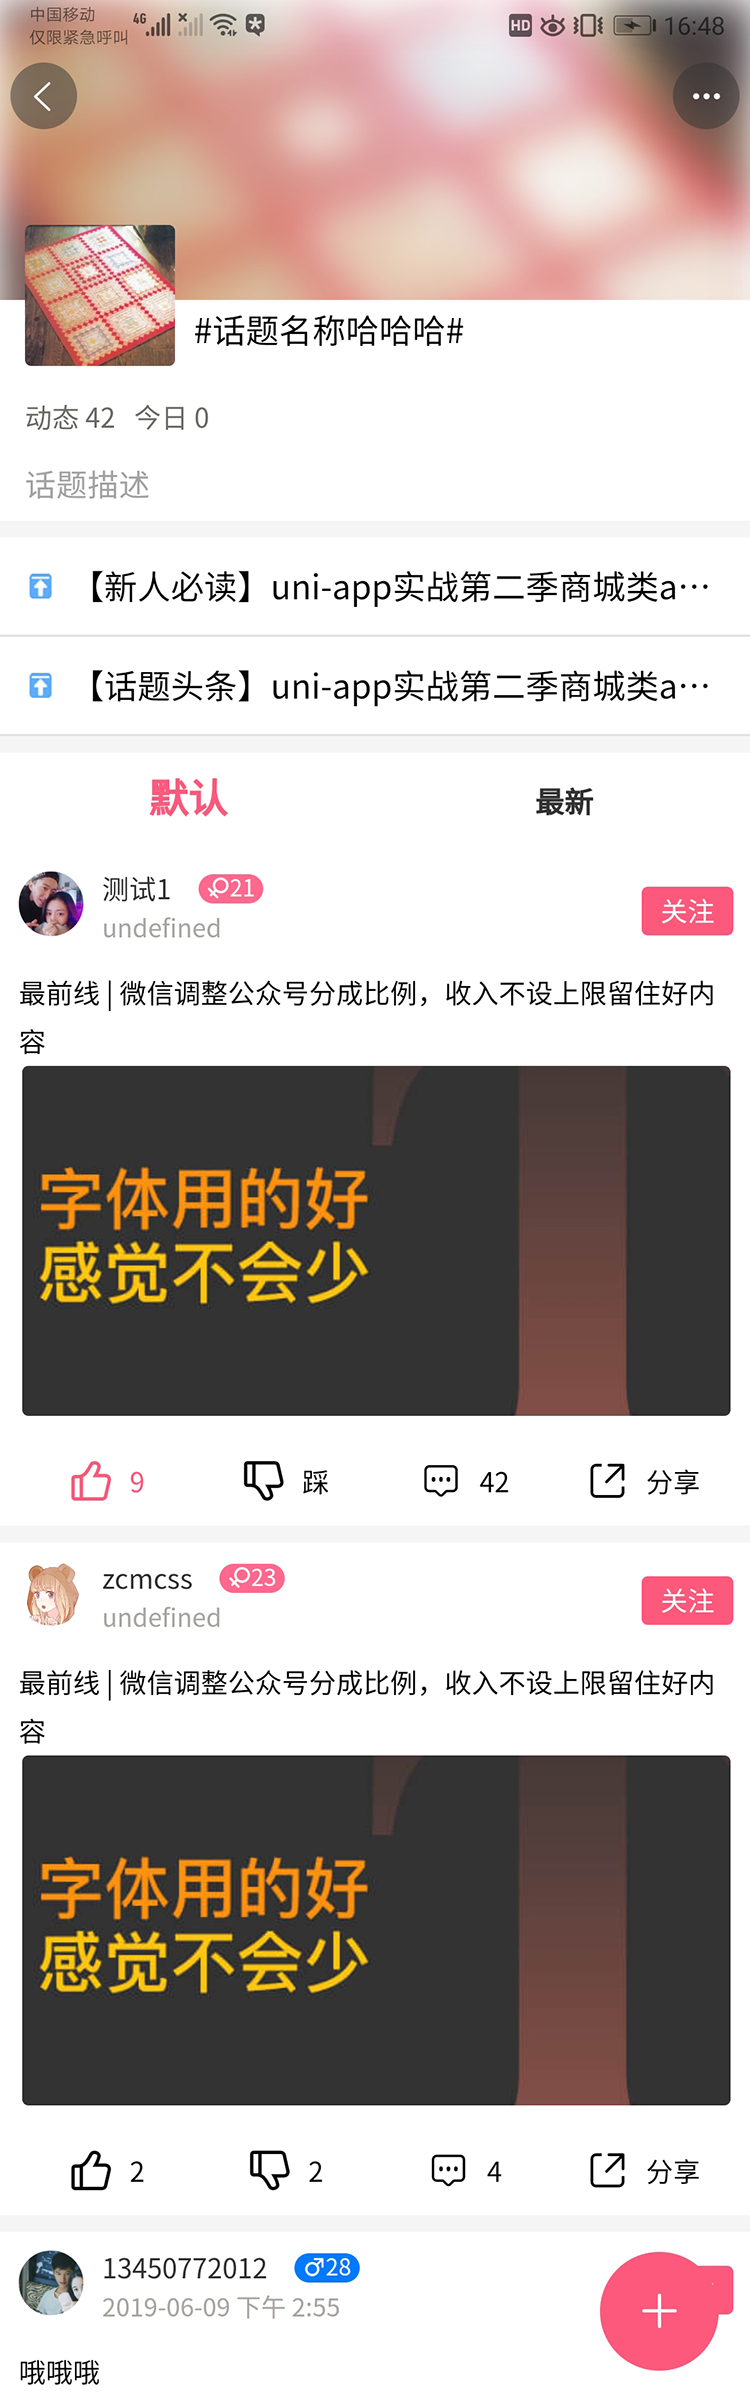 中国移动
仅限紧急呼叫
4G
HD
16:48
#话题名称哈哈哈#
动态 42 今日 0
话题描述
【新人必读】uni-app实战第二季商城类a…
【话题头条】uni-app实战第二季商城类a…
默认 最新
测试1 21
undefined
关注
最前线 | 微信调整公众号分成比例，收入不设上限留住好内
容
字体用的好
感觉不会少
9 踩 42 分享
zcmcss 23
undefined
关注
最前线 | 微信调整公众号分成比例，收入不设上限留住好内
容
字体用的好
感觉不会少
2 2 4 分享
13450772012 28
2019-06-09 下午 2:55
哦哦哦